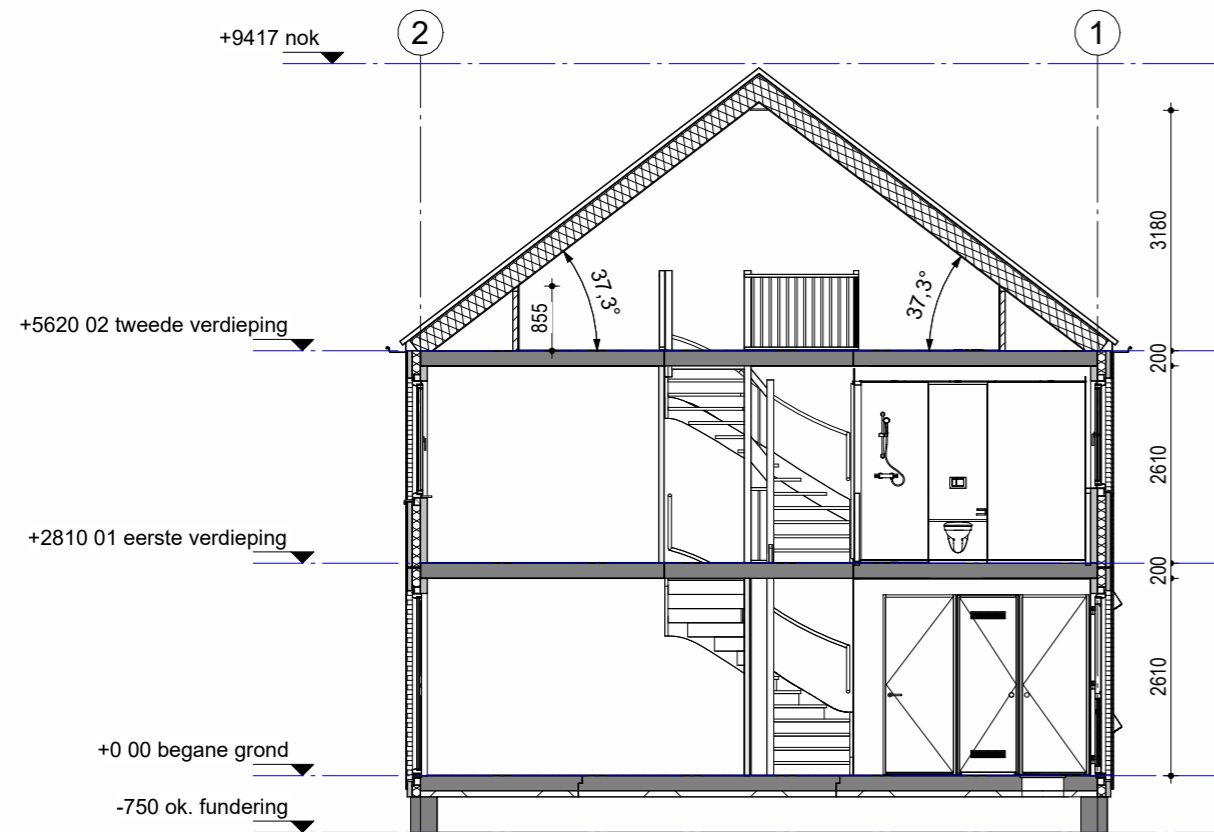 +9417 nok
2
1
3180
37,3°
37,3°
855
+5620 02 tweede verdieping
200
2610
+2810 01 eerste verdieping
200
2610
+0 00 begane grond
-750 ok. fundering